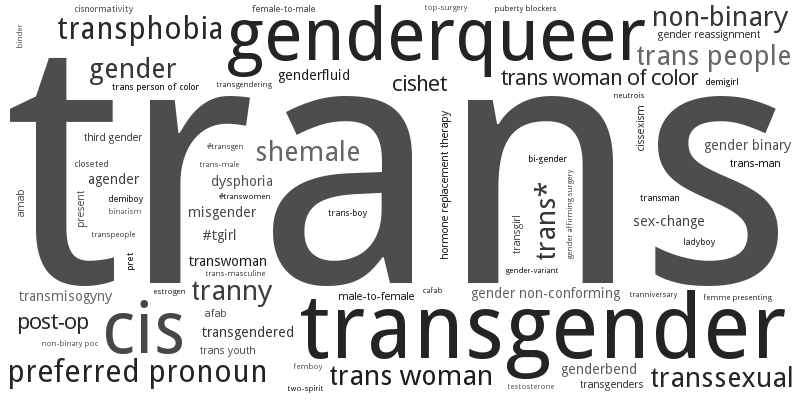 cisnormativity
female-to-male
top-surgery
puberty blockers
non-binary
binder
transphobia
genderqueer
gender reassignment
trans people
gender
trans person of color
transgendering
genderfluid
cishet
trans woman of color
demigirl
trans
neutrois
third gender
#transgen
shemale
hormone replacement therapy
cissexism
gender binary
closeted
trans-male
bi-gender
trans-man
agender
dysphoria
amab
present
demiboy
#transwomen
trans*
gender affirming surgery
transman
binarism
misgender
trans-boy
transgirl
sex-change
transpeople
#tgirl
ladyboy
pret
transwoman
trans-masculine
gender-variant
transmisogyny
estrogen
tranny
male-to-female
cafab
gender non-conforming
tranniversary
femme presenting
post-op
cis
afab
transgendered
transgender
non-binary poc
trans youth
preferred pronoun
femboy
two-spirit
trans woman
testosterone
genderbend
transgenders
transsexual